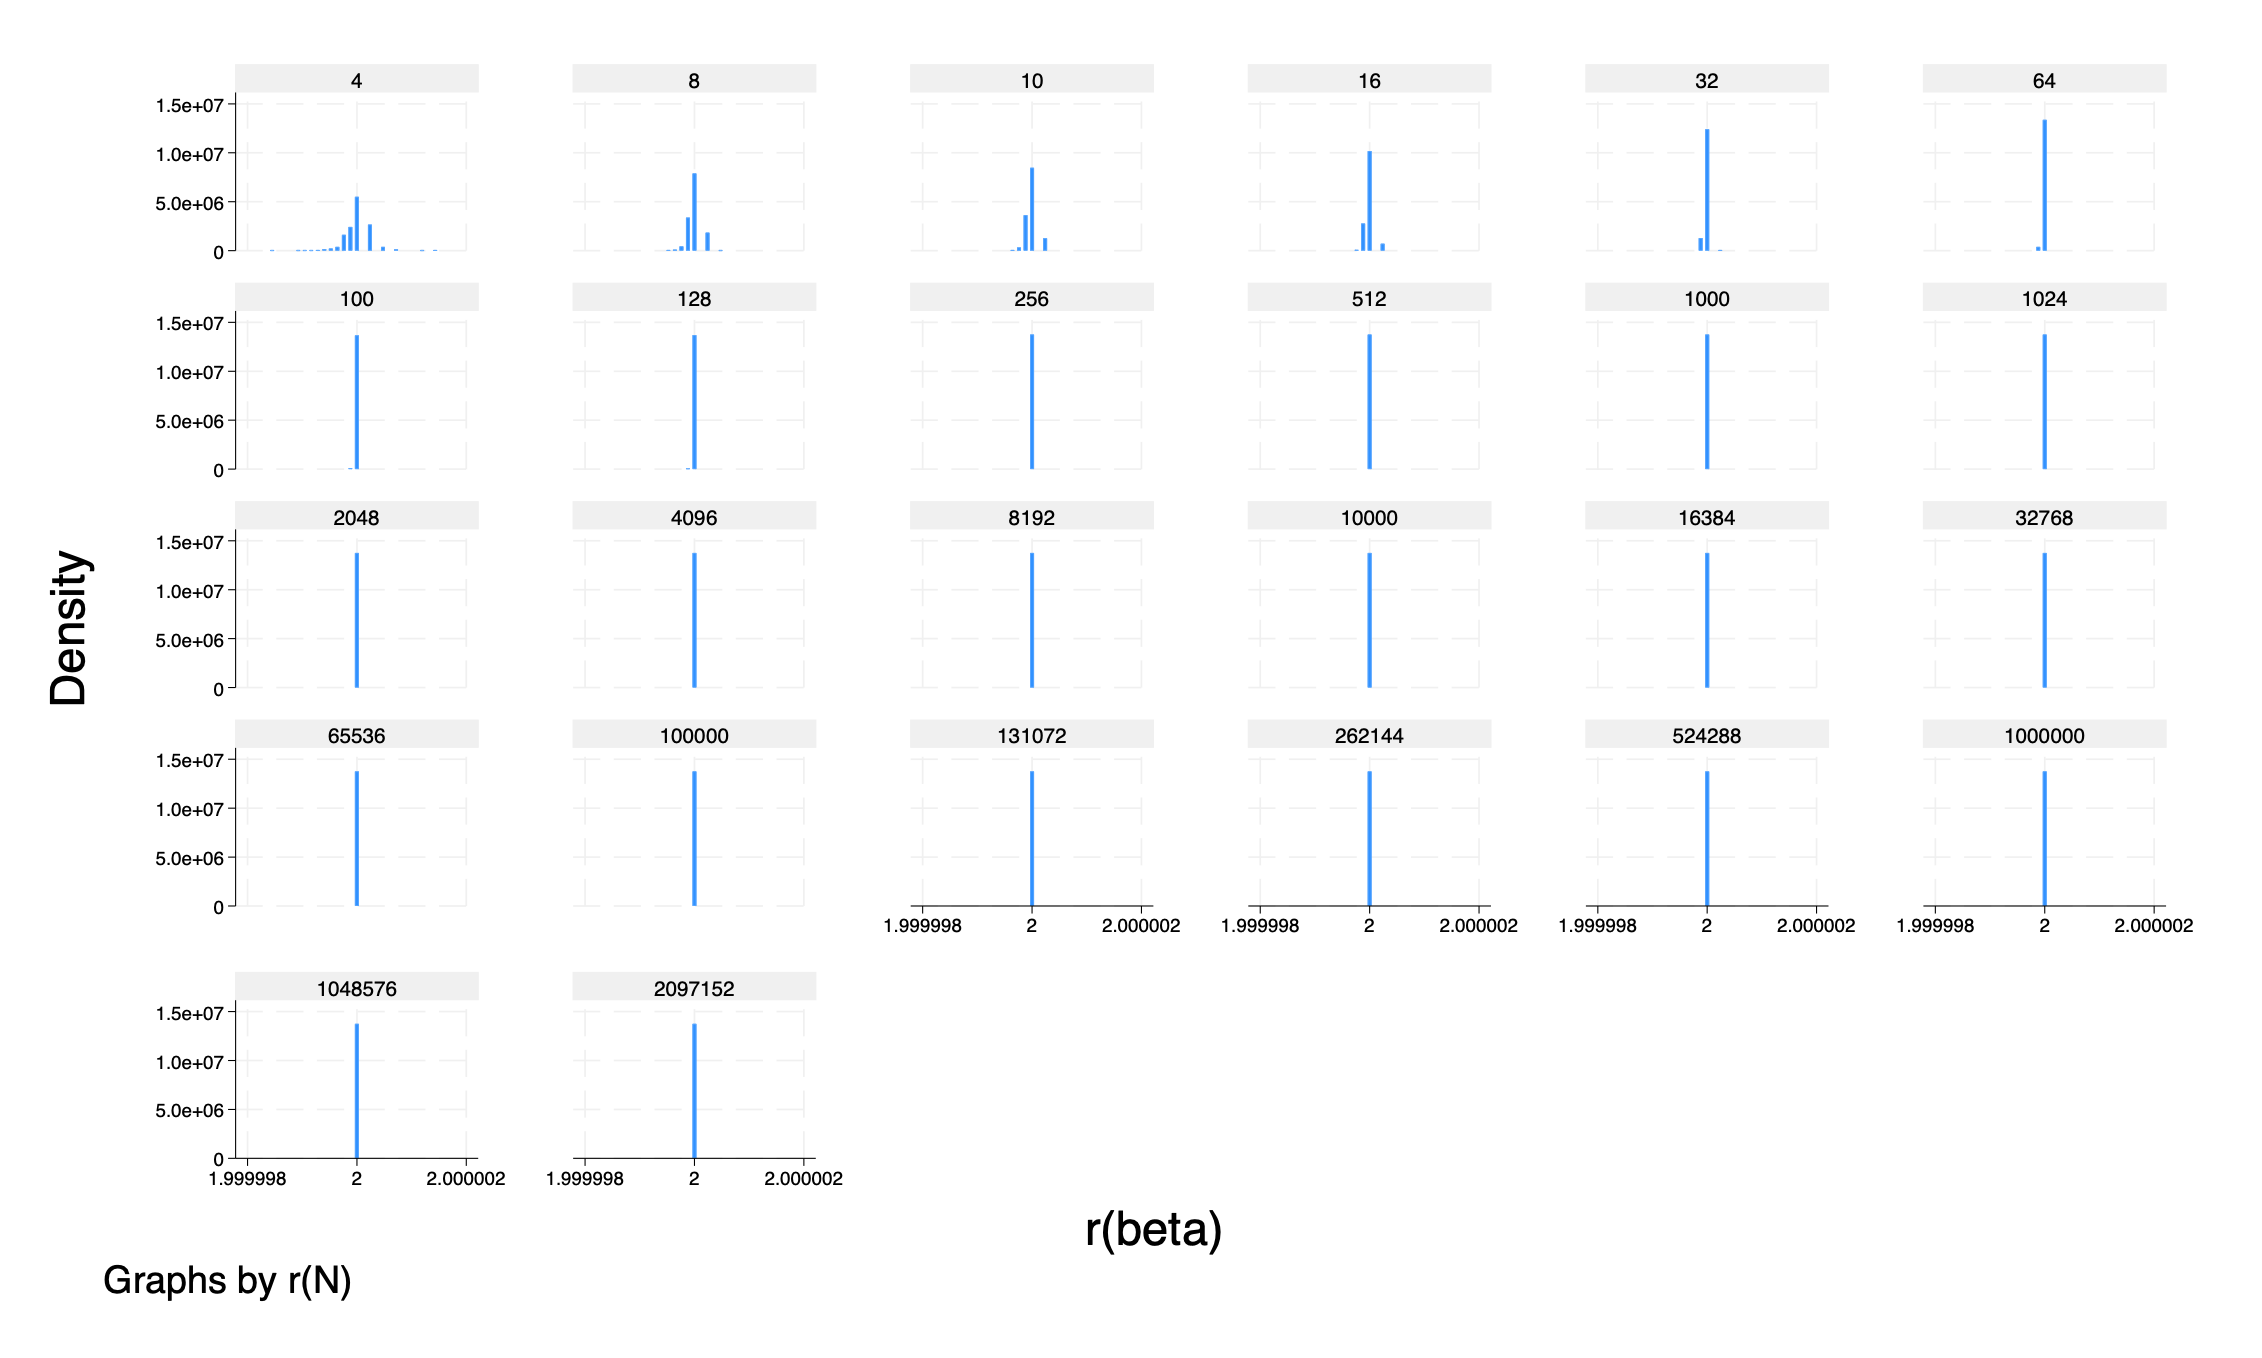 4 8 10 16 32 64
1.5e+07
1.0e+07
5.0e+06
0
100 128 256 512 1000 1024
1.5e+07
1.0e+07
5.0e+06
0
2048 4096 8192 10000 16384 32768
1.5e+07
1.0e+07
5.0e+06
0
65536 100000 131072 262144 524288 1000000
1.5e+07
1.0e+07
5.0e+06
0
1.999998 2 2.000002 1.999998 2 2.000002 1.999998 2 2.000002 1.999998 2 2.000002
1048576 2097152
1.5e+07
1.0e+07
5.0e+06
0
1.999998 2 2.000002 1.999998 2 2.000002
Density
r(beta)
Graphs by r(N)